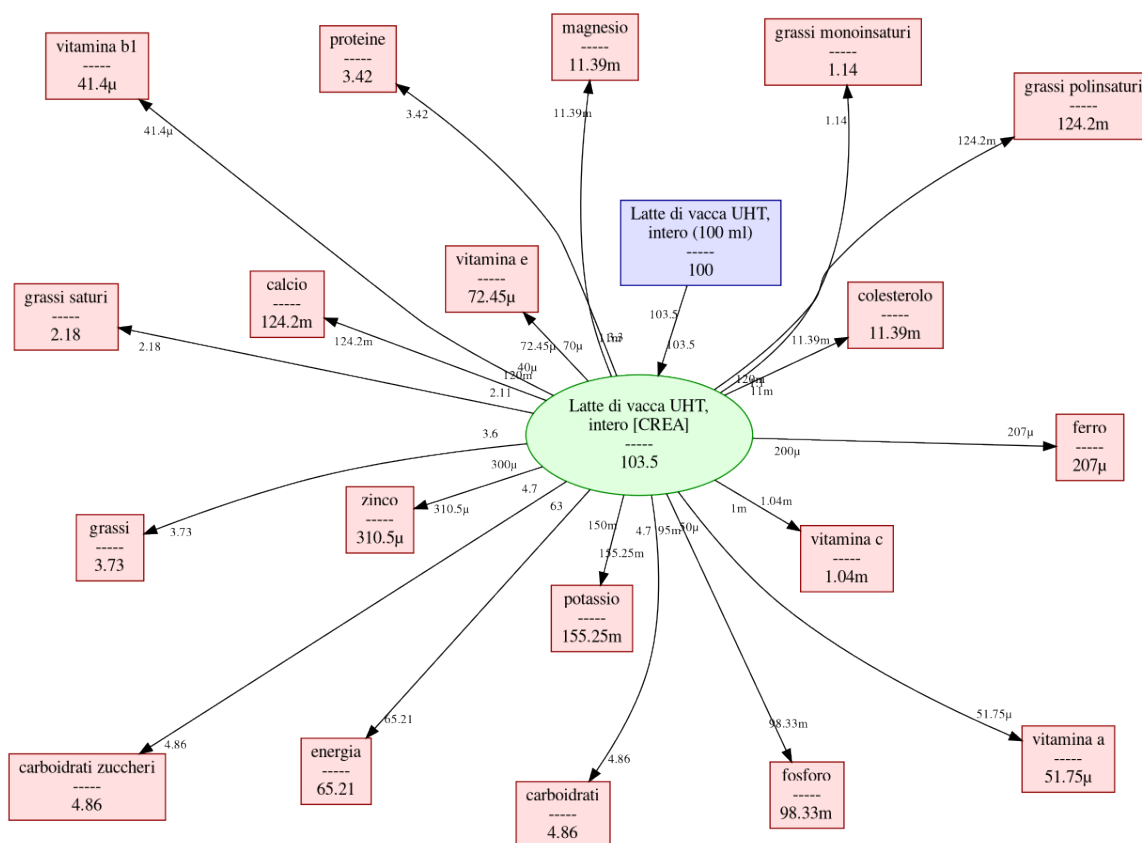 vitamina b1
-----
41.4µ
proteine
-----
3.42
magnesio
-----
11.39m
grassi monoinsaturi
-----
1.14
grassi polinsaturi
-----
124.2m
41.4µ
3.42
11.39m
1.14
124.2m
Latte di vacca UHT,
intero (100 ml)
-----
100
vitamina e
-----
72.45µ
calcio
-----
124.2m
grassi saturi
-----
2.18
colesterolo
-----
11.39m
103.5
103.5
2.18
124.2m
72.45µ
70µ
11m
3.3
11.39m
40µ
120m
2.11
120m
1.1
11m
Latte di vacca UHT,
intero [CREA]
-----
103.5
3.6
200µ
207µ
ferro
-----
207µ
300µ
4.7
63
zinco
-----
310.5µ
310.5µ
150m
155.25m
4.7
95m
50µ
1m
1.04m
grassi
-----
3.73
3.73
vitamina c
-----
1.04m
potassio
-----
155.25m
4.86
65.21
4.86
98.33m
51.75µ
carboidrati zuccheri
-----
4.86
energia
-----
65.21
carboidrati
-----
4.86
fosforo
-----
98.33m
vitamina a
-----
51.75µ